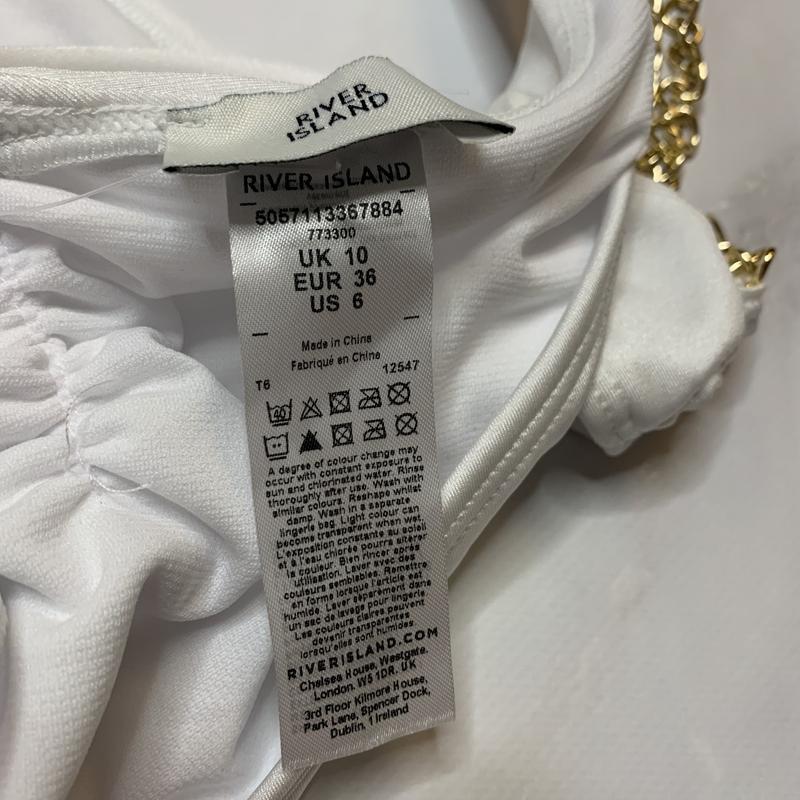 RIVER
ISLAND
RIVER ISLAND
5057113367884
773300
UK 10
EUR 36
US 6
Made in China
Fabriqué en Chine
T6 12547
40
A degree of colour change may
occur with constant exposure to
sun and chlorinated water. Rinse
thoroughly after use. Wash with
similar colours. Reshape whilst
damp. Wash in a separate
lingerie bag. Light colour can
become transparent when wet.
L'exposition constante au soleil
et à l'eau chlorée pourra altérer
la couleur. Bien rincer après
utilisation. Laver avec des
couleurs semblables. Remettre
en forme lorsque l'article est
humide. Laver séparément dans
un sac de lavage pour lingerie
Les couleurs claires peuvent
devenir transparentes
lorsqu'elles sont humides.
RIVERISLAND.COM
Chelsea House, Westgate.
London. W5 1DR. UK
3rd Floor Kilmore House,
Park Lane, Spencer Dock,
Dublin. 1 Ireland